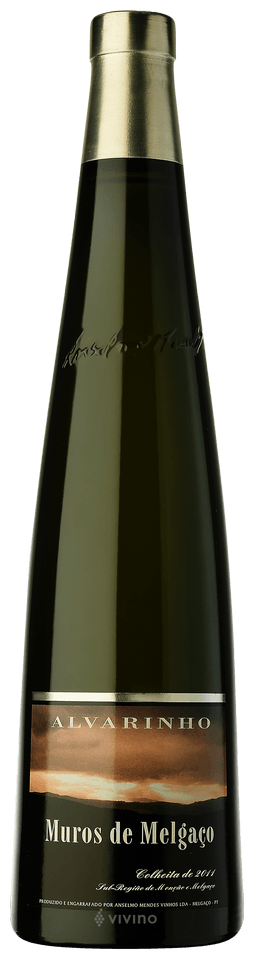 ALVARINHO
Muros de Melgaço
Colheita de 2011
Sub-Região de Monção e Melgaço
PRODUZIDO E ENGARRAFADO POR ANSELMO MENDES VINHOS LDA - MELGAÇO - PT
vivino